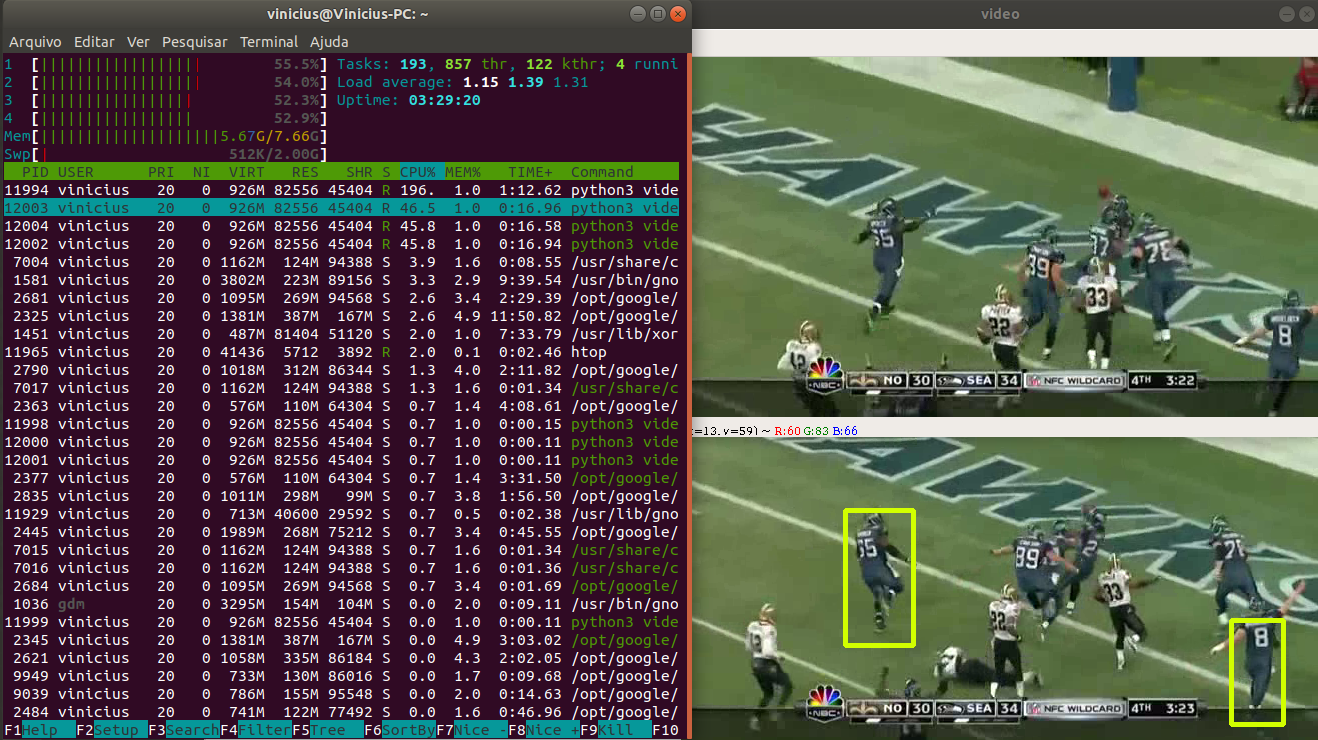 vinicius@Vinicius-PC: ~
Arquivo Editar Ver Pesquisar Terminal Ajuda
1 [||||||||||||||||||| 55.5%] Tasks: 193, 857 thr, 122 kthr; 4 runni
2 [||||||||||||||||||| 54.0%] Load average: 1.15 1.39 1.31
3 [|||||||||||||||||| 52.3%] Uptime: 03:29:20
4 [|||||||||||||||||| 52.9%]
Mem[||||||||||||||||||||5.67G/7.66G]
Swp[| 512K/2.00G]
PID USER PRI NI VIRT RES SHR S CPU% MEM% TIME+ Command
11994 vinicius 20 0 926M 82556 45404 R 196. 1.0 1:12.62 python3 vide
12003 vinicius 20 0 926M 82556 45404 R 46.5 1.0 0:16.96 python3 vide
12004 vinicius 20 0 926M 82556 45404 R 45.8 1.0 0:16.58 python3 vide
12002 vinicius 20 0 926M 82556 45404 R 45.8 1.0 0:16.94 python3 vide
7004 vinicius 20 0 1162M 124M 94388 S 3.9 1.6 0:08.55 /usr/share/c
1581 vinicius 20 0 3802M 223M 89156 S 3.3 2.9 9:39.54 /usr/bin/gno
2681 vinicius 20 0 1095M 269M 94568 S 2.6 3.4 2:29.39 /opt/google/
2325 vinicius 20 0 1381M 387M 167M S 2.6 4.9 11:50.82 /opt/google/
1451 vinicius 20 0 487M 81404 51120 S 2.0 1.0 7:33.79 /usr/lib/xor
11965 vinicius 20 0 41436 5712 3892 R 2.0 0.1 0:02.46 htop
2790 vinicius 20 0 1018M 312M 86344 S 1.3 4.0 2:11.82 /opt/google/
7017 vinicius 20 0 1162M 124M 94388 S 1.3 1.6 0:01.34 /usr/share/c
2363 vinicius 20 0 576M 110M 64304 S 0.7 1.4 4:08.61 /opt/google/
11998 vinicius 20 0 926M 82556 45404 S 0.7 1.0 0:00.15 python3 vide
12000 vinicius 20 0 926M 82556 45404 S 0.7 1.0 0:00.11 python3 vide
12001 vinicius 20 0 926M 82556 45404 S 0.7 1.0 0:00.11 python3 vide
2377 vinicius 20 0 576M 110M 64304 S 0.7 1.4 3:31.50 /opt/google/
2835 vinicius 20 0 1011M 298M 99M S 0.7 3.8 1:56.50 /opt/google/
11929 vinicius 20 0 713M 40600 29592 S 0.7 0.5 0:02.38 /usr/lib/gno
2445 vinicius 20 0 1989M 268M 75212 S 0.7 3.4 0:45.55 /opt/google/
7015 vinicius 20 0 1162M 124M 94388 S 0.7 1.6 0:01.34 /usr/share/c
7016 vinicius 20 0 1162M 124M 94388 S 0.7 1.6 0:01.36 /usr/share/c
2684 vinicius 20 0 1095M 269M 94568 S 0.7 3.4 0:01.69 /opt/google/
1036 gdm 20 0 3295M 154M 104M S 0.0 2.0 0:09.11 /usr/bin/gno
11999 vinicius 20 0 926M 82556 45404 S 0.0 1.0 0:00.11 python3 vide
2345 vinicius 20 0 1381M 387M 167M S 0.0 4.9 3:03.02 /opt/google/
2621 vinicius 20 0 1058M 335M 86184 S 0.0 4.3 2:02.05 /opt/google/
9949 vinicius 20 0 733M 130M 86016 S 0.0 1.7 0:09.68 /opt/google/
9039 vinicius 20 0 786M 155M 95548 S 0.0 2.0 0:14.63 /opt/google/
2484 vinicius 20 0 741M 122M 77492 S 0.0 1.6 0:46.96 /opt/google/
F1Help F2Setup F3SearchF4FilterF5Tree F6SortByF7Nice -F8Nice +F9Kill F10
video
HAWKS
65
89
77
76
33
22
8
NBC NO 30 SEA 34 NFC WILDCARD 4TH 3:22
x=13, y=59) ~ R:60 G:83 B:66
HAWKS
65
89
2
76
33
22
8
NBC NO 30 SEA 34 NFC WILDCARD 4TH 3:23